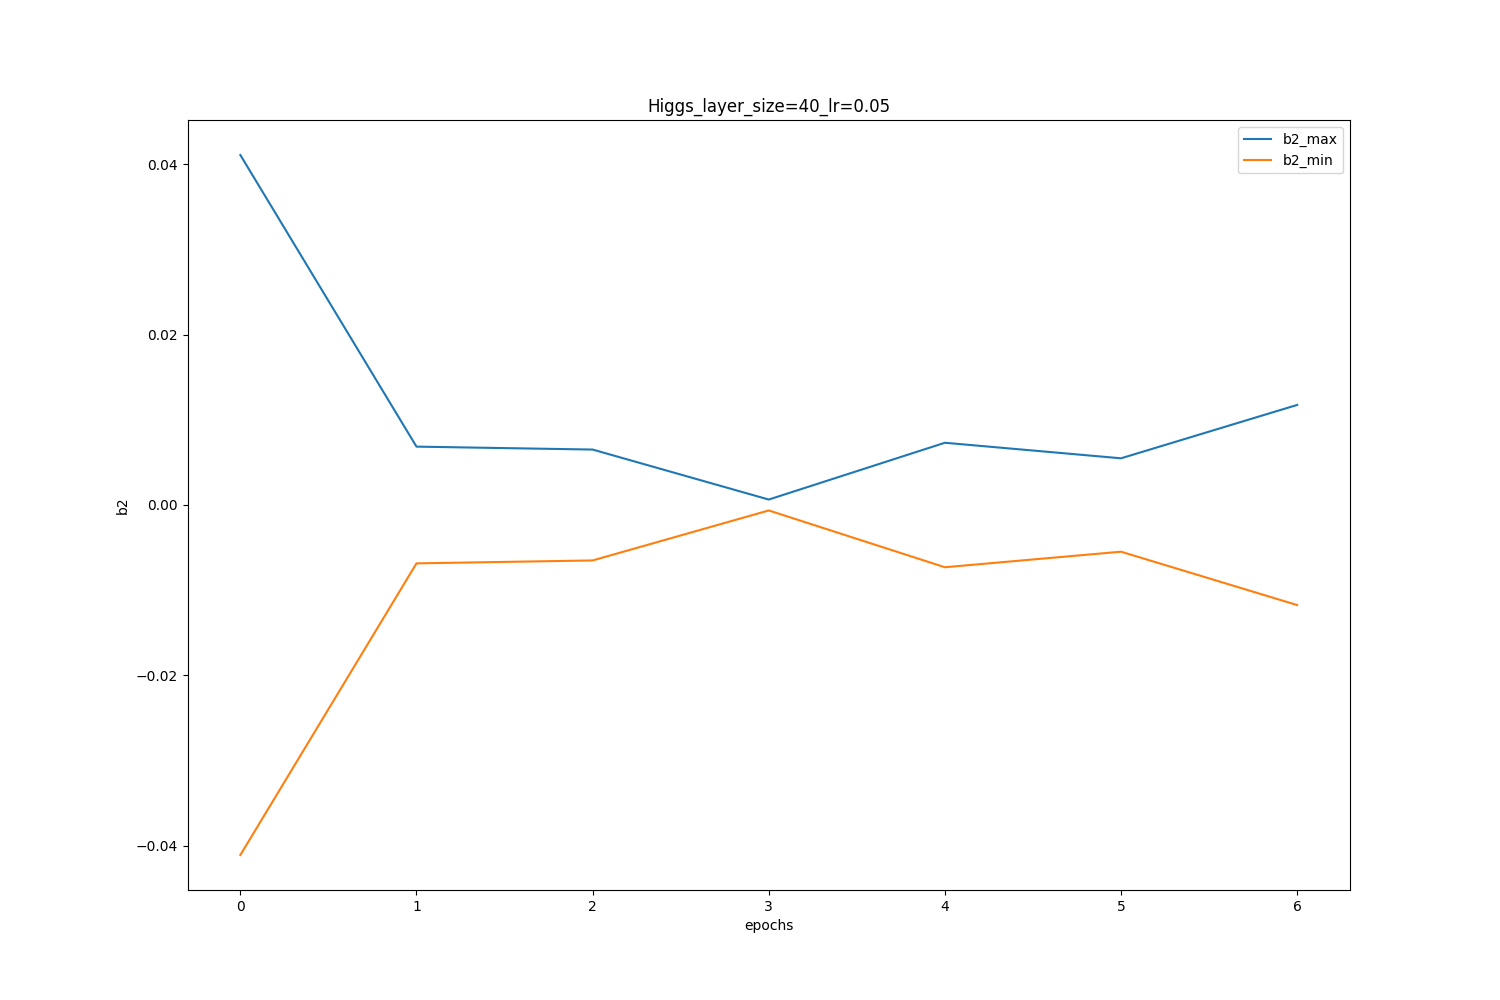 Higgs_layer_size=40_lr=0.05
b2_max
b2_min
0.04
0.02
0.00
−0.02
−0.04
b2
0 1 2 3 4 5 6
epochs